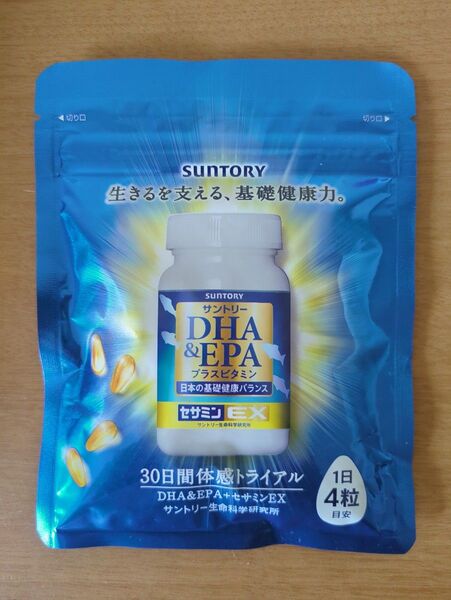 切り口
切り口
SUNTORY
生きるを支える、基礎健康力。
SUNTORY
サントリー
DHA
&EPA
プラスビタミン
日本の基礎健康バランス
セサミンEX
サントリー生命科学研究所
30日間体感トライアル
DHA&EPA+セサミンEX
サントリー生命科学研究所
1日
4粒
目安